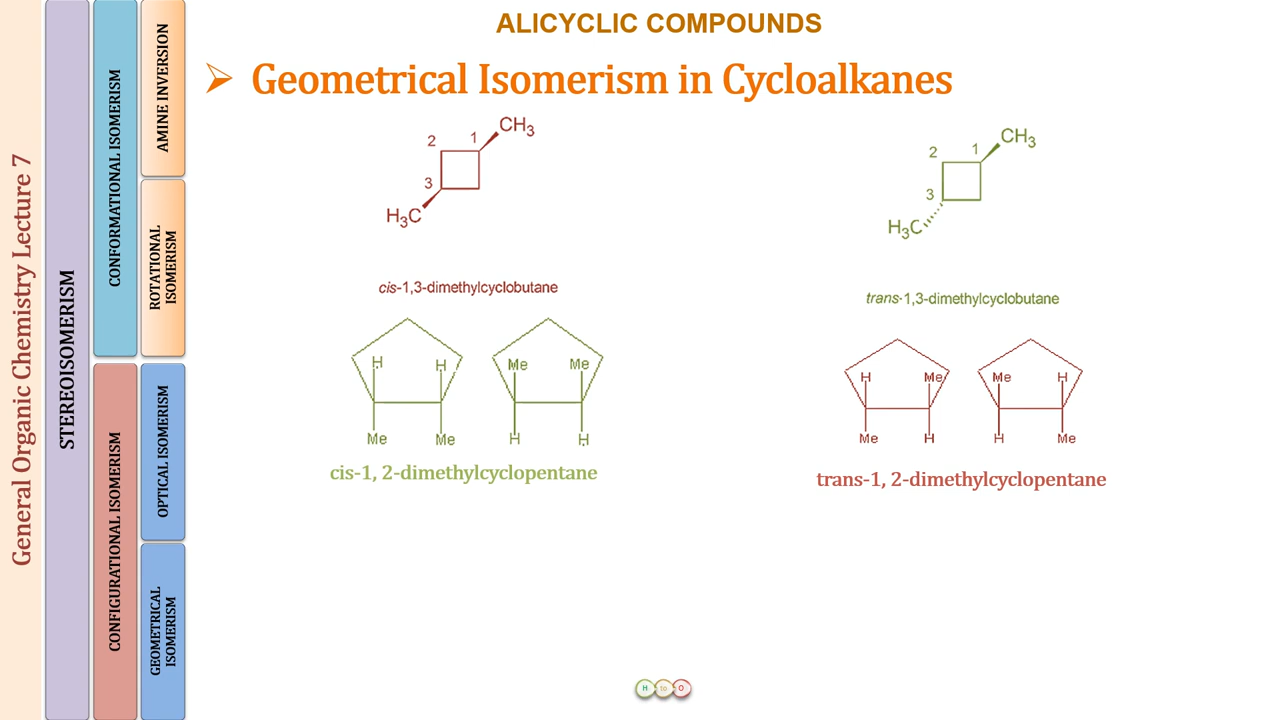 General Organic Chemistry Lecture 7
STEREOISOMERISM
CONFORMATIONAL ISOMERISM
CONFIGURATIONAL ISOMERISM
AMINE INVERSION
ROTATIONAL
ISOMERISM
OPTICAL ISOMERISM
GEOMETRICAL
ISOMERISM
ALICYCLIC COMPOUNDS
➢ Geometrical Isomerism in Cycloalkanes
CH3
2 1
3
H3C
cis-1,3-dimethylcyclobutane
CH3
2 1
3
H3C
trans-1,3-dimethylcyclobutane
H H Me Me
Me Me H H
cis-1, 2-dimethylcyclopentane
H Me Me H
Me H H Me
trans-1, 2-dimethylcyclopentane
H to O